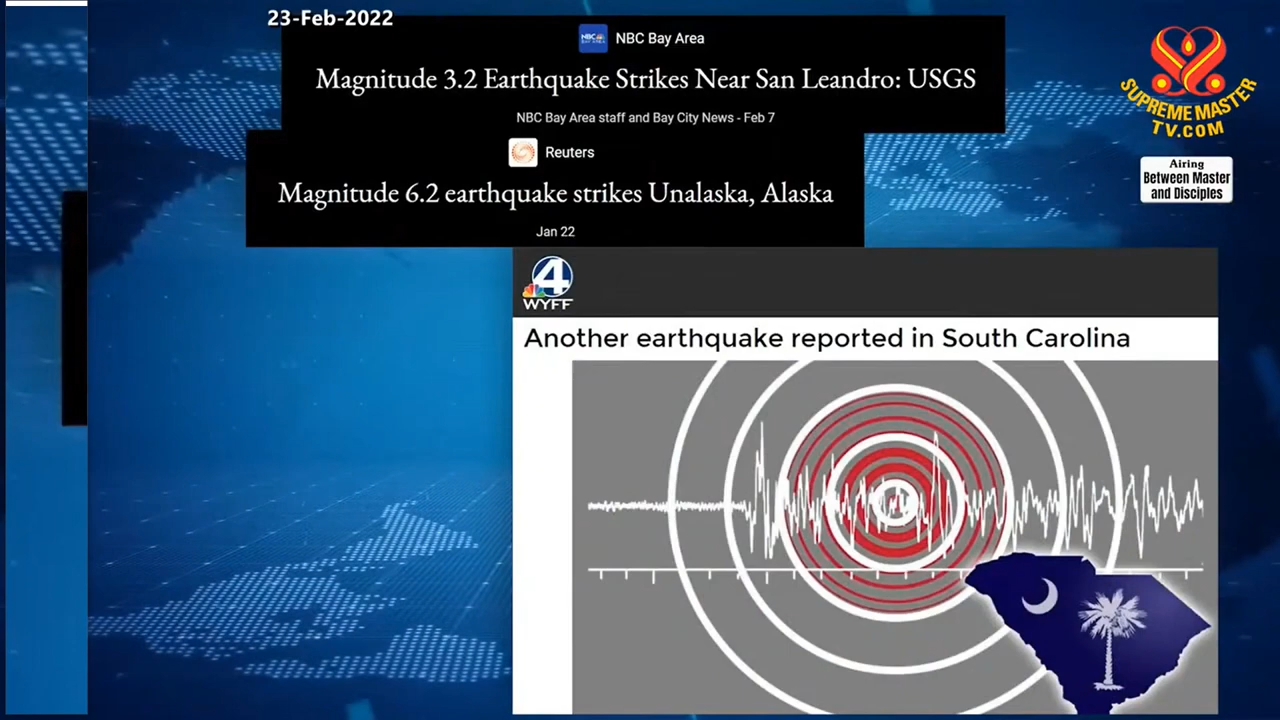 23-Feb-2022
NBC Bay Area
Magnitude 3.2 Earthquake Strikes Near San Leandro: USGS
NBC Bay Area staff and Bay City News - Feb 7
Reuters
Magnitude 6.2 earthquake strikes Unalaska, Alaska
Jan 22
4
WYFF
Another earthquake reported in South Carolina
SUPREME MASTER
TV.COM
Airing
Between Master
and Disciples